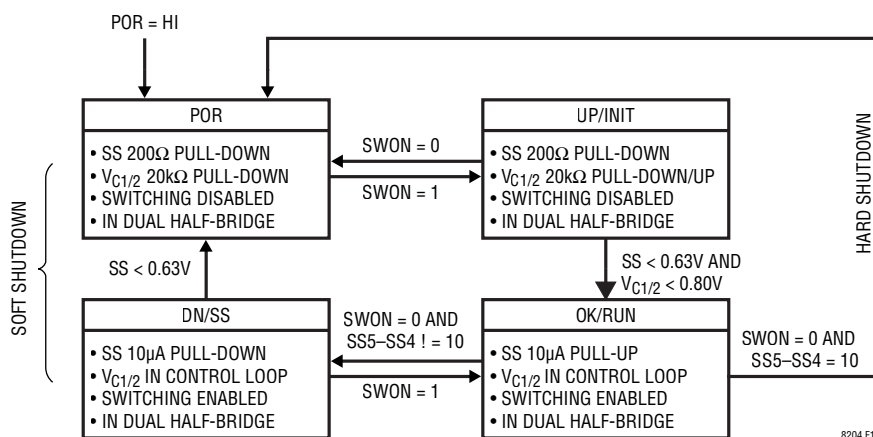 POR = HI
POR
• SS 200Ω PULL-DOWN
• VC1/2 20kΩ PULL-DOWN
• SWITCHING DISABLED
• IN DUAL HALF-BRIDGE
SWON = 0
SWON = 1
UP/INIT
• SS 200Ω PULL-DOWN
• VC1/2 20kΩ PULL-DOWN/UP
• SWITCHING DISABLED
• IN DUAL HALF-BRIDGE
HARD SHUTDOWN
SOFT SHUTDOWN
SS < 0.63V
SS < 0.63V AND
VC1/2 < 0.80V
DN/SS
• SS 10µA PULL-DOWN
• VC1/2 IN CONTROL LOOP
• SWITCHING ENABLED
• IN DUAL HALF-BRIDGE
SWON = 0 AND
SS5–SS4 ! = 10
SWON = 1
OK/RUN
• SS 10µA PULL-UP
• VC1/2 IN CONTROL LOOP
• SWITCHING ENABLED
• IN DUAL HALF-BRIDGE
SWON = 0 AND
SS5–SS4 = 10